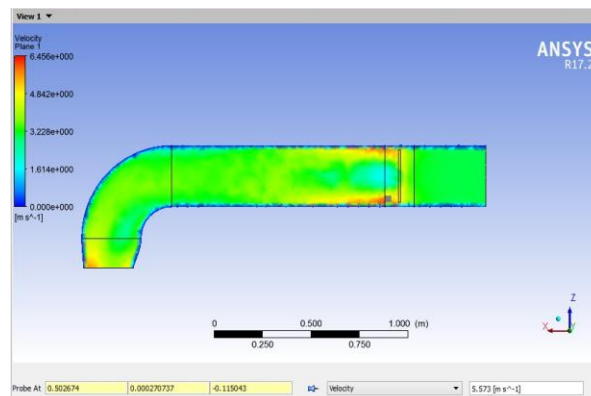 View 1
Velocity
Plane 1
6.456e+000
4.842e+000
3.228e+000
1.614e+000
0.000e+000
[m s^-1]
ANSYS
R17.2
0 0.500 1.000 (m)
0.250 0.750
Z
X
Y
Probe At 0.502674 0.000270737 -0.115043 Velocity 5.573 [m s^-1]